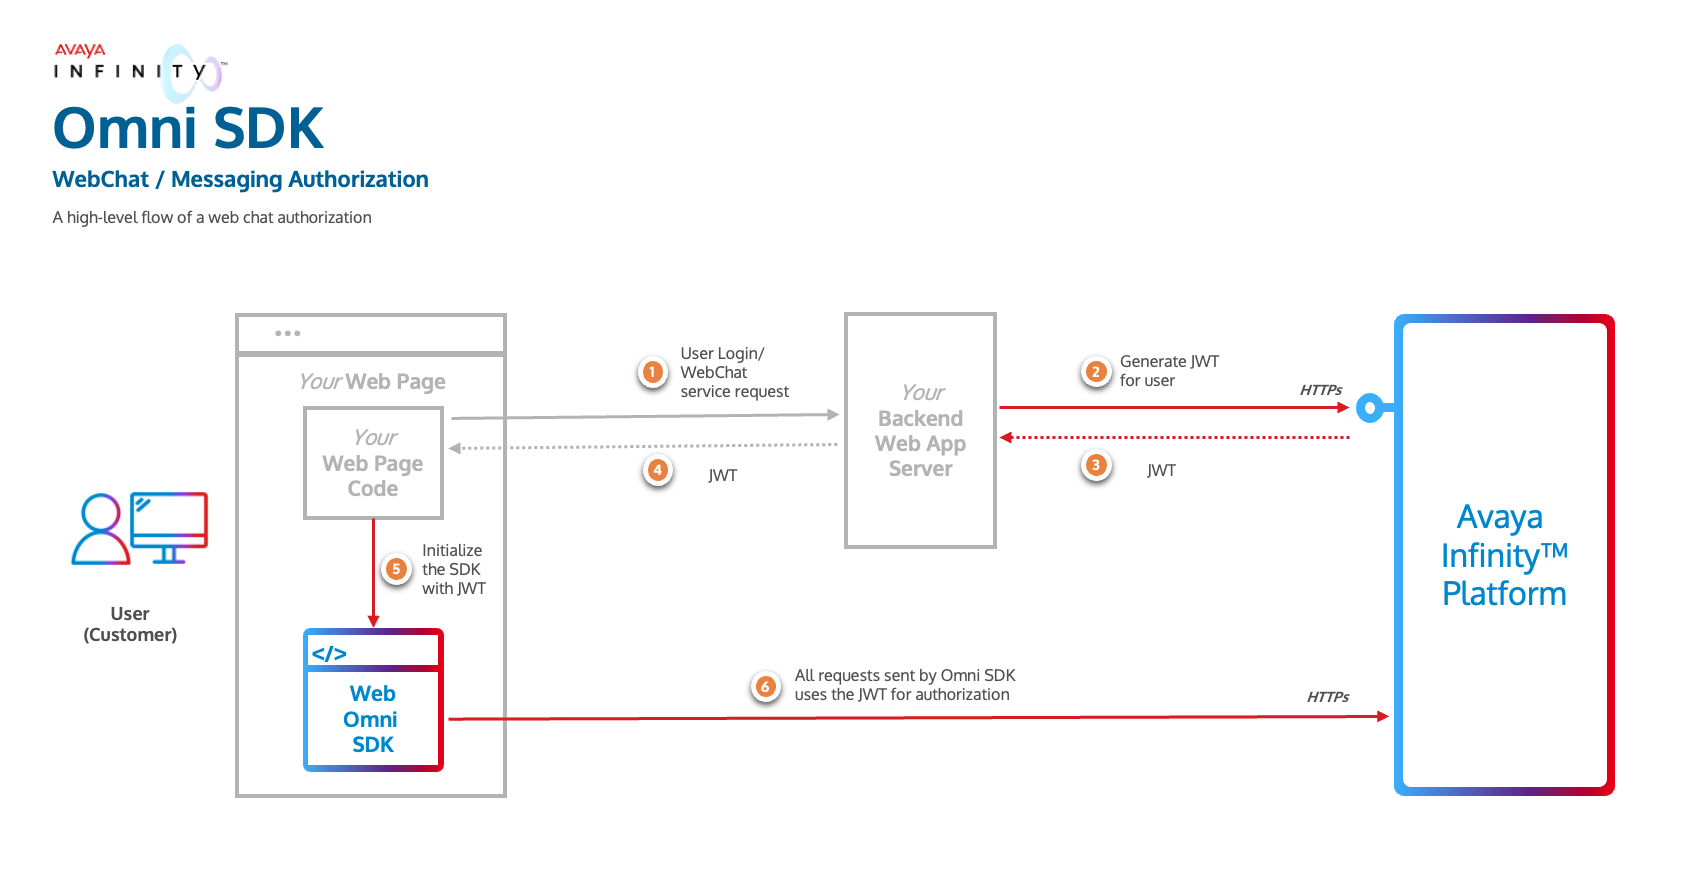 AVAYA
INFINITY™
Omni SDK
WebChat / Messaging Authorization
A high-level flow of a web chat authorization
Your Web Page
Your
Web Page
Code
1
User Login/
WebChat
service request
4
JWT
Your
Backend
Web App
Server
2
Generate JWT
for user
HTTPs
3
JWT
Avaya
Infinity™
Platform
User
(Customer)
5
Initialize
the SDK
with JWT
</>
Web
Omni
SDK
6
All requests sent by Omni SDK
uses the JWT for authorization
HTTPs